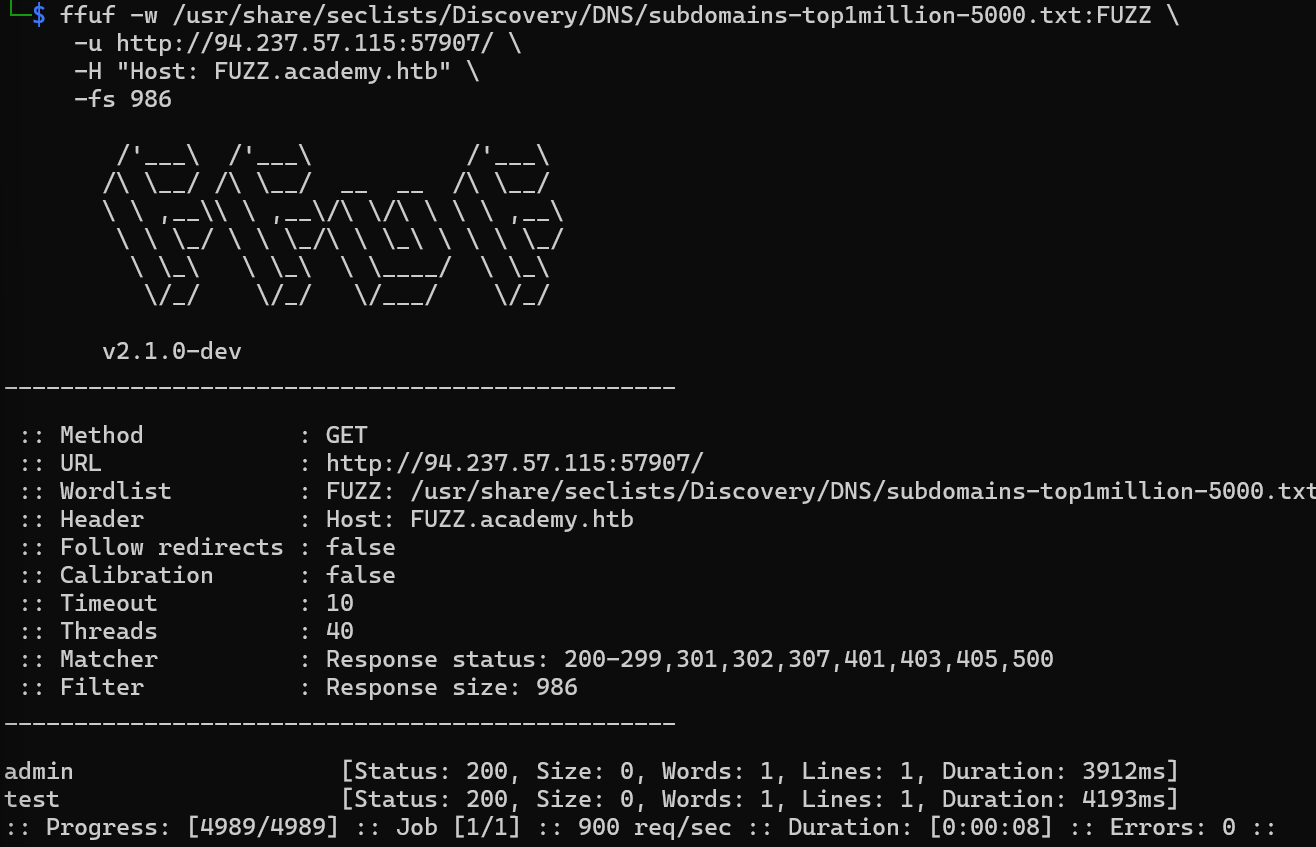 └─$ ffuf -w /usr/share/seclists/Discovery/DNS/subdomains-top1million-5000.txt:FUZZ \
     -u http://94.237.57.115:57907/ \
     -H "Host: FUZZ.academy.htb" \
     -fs 986

        /'___\  /'___\           /'___\
       /\ \__/ /\ \__/  __  __  /\ \__/
       \ \ ,__\\ \ ,__\/\ \/\ \ \ \ ,__\
        \ \ \_/ \ \ \_/\ \ \_\ \ \ \ \_/
         \ \_\   \ \_\  \ \____/  \ \_\
          \/_/    \/_/   \/___/    \/_/

       v2.1.0-dev
________________________________________________

 :: Method           : GET
 :: URL              : http://94.237.57.115:57907/
 :: Wordlist         : FUZZ: /usr/share/seclists/Discovery/DNS/subdomains-top1million-5000.txt
 :: Header           : Host: FUZZ.academy.htb
 :: Follow redirects : false
 :: Calibration      : false
 :: Timeout          : 10
 :: Threads          : 40
 :: Matcher          : Response status: 200-299,301,302,307,401,403,405,500
 :: Filter           : Response size: 986
________________________________________________

admin                   [Status: 200, Size: 0, Words: 1, Lines: 1, Duration: 3912ms]
test                    [Status: 200, Size: 0, Words: 1, Lines: 1, Duration: 4193ms]
:: Progress: [4989/4989] :: Job [1/1] :: 900 req/sec :: Duration: [0:00:08] :: Errors: 0 ::